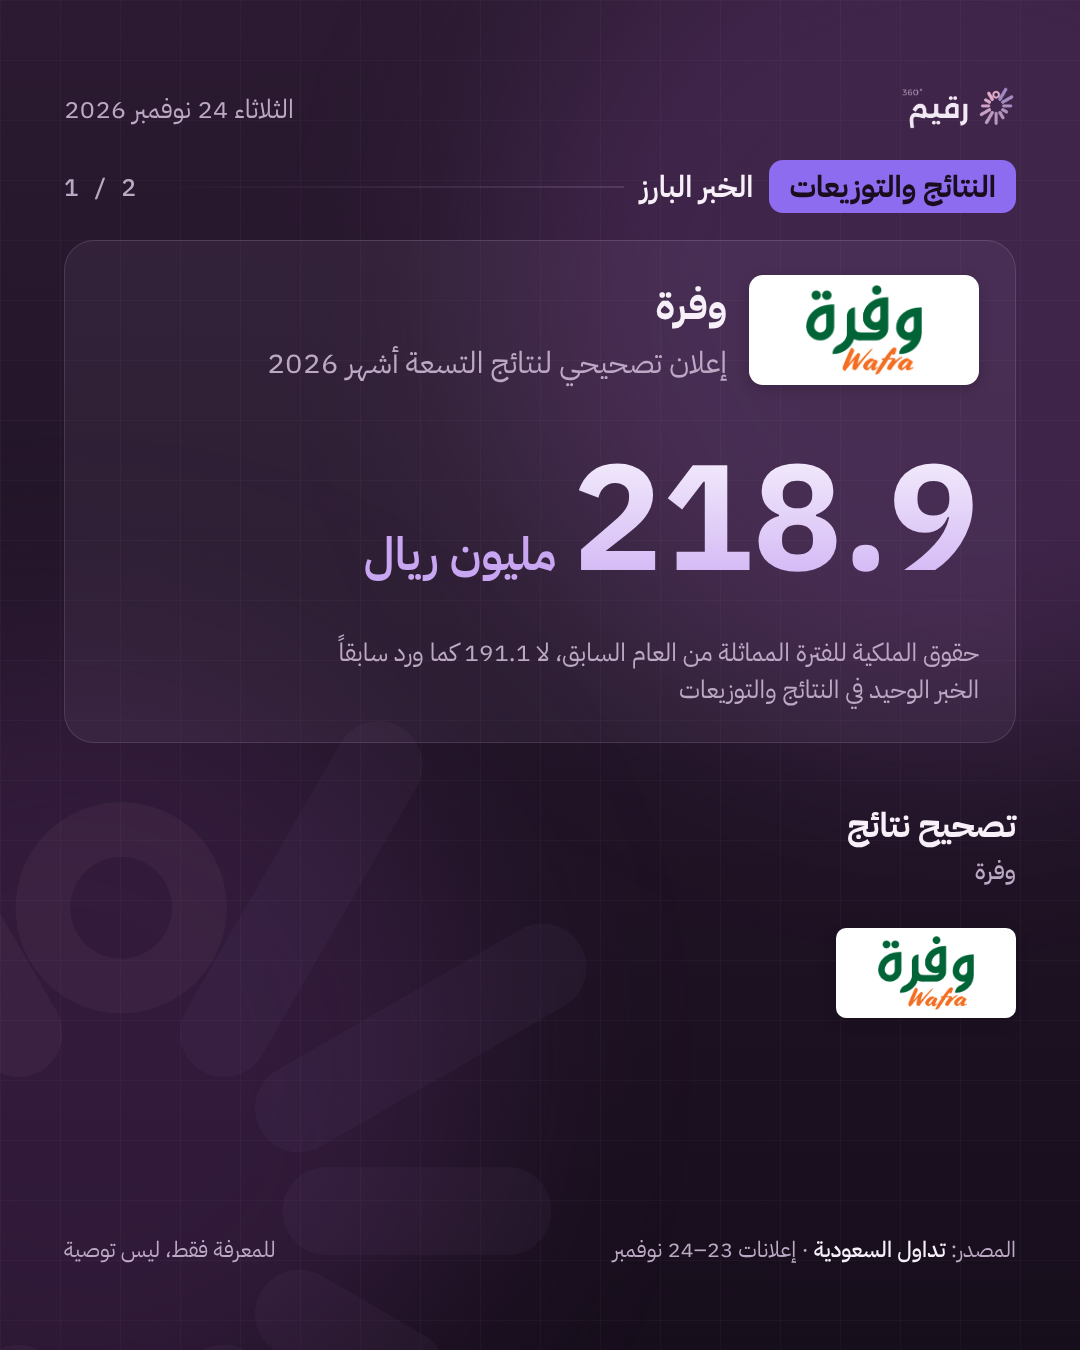 رقيم 360°
الثلاثاء 24 نوفمبر 2026
النتائج والتوزيعات
الخبر البارز
1 / 2
وفرة
Wafra
وفرة
إعلان تصحيحي لنتائج التسعة أشهر 2026
218.9 مليون ريال
حقوق الملكية للفترة المماثلة من العام السابق، لا 191.1 كما ورد سابقاً
الخبر الوحيد في النتائج والتوزيعات
تصحيح نتائج
وفرة
وفرة
Wafra
المصدر: تداول السعودية · إعلانات 23–24 نوفمبر
للمعرفة فقط، ليس توصية